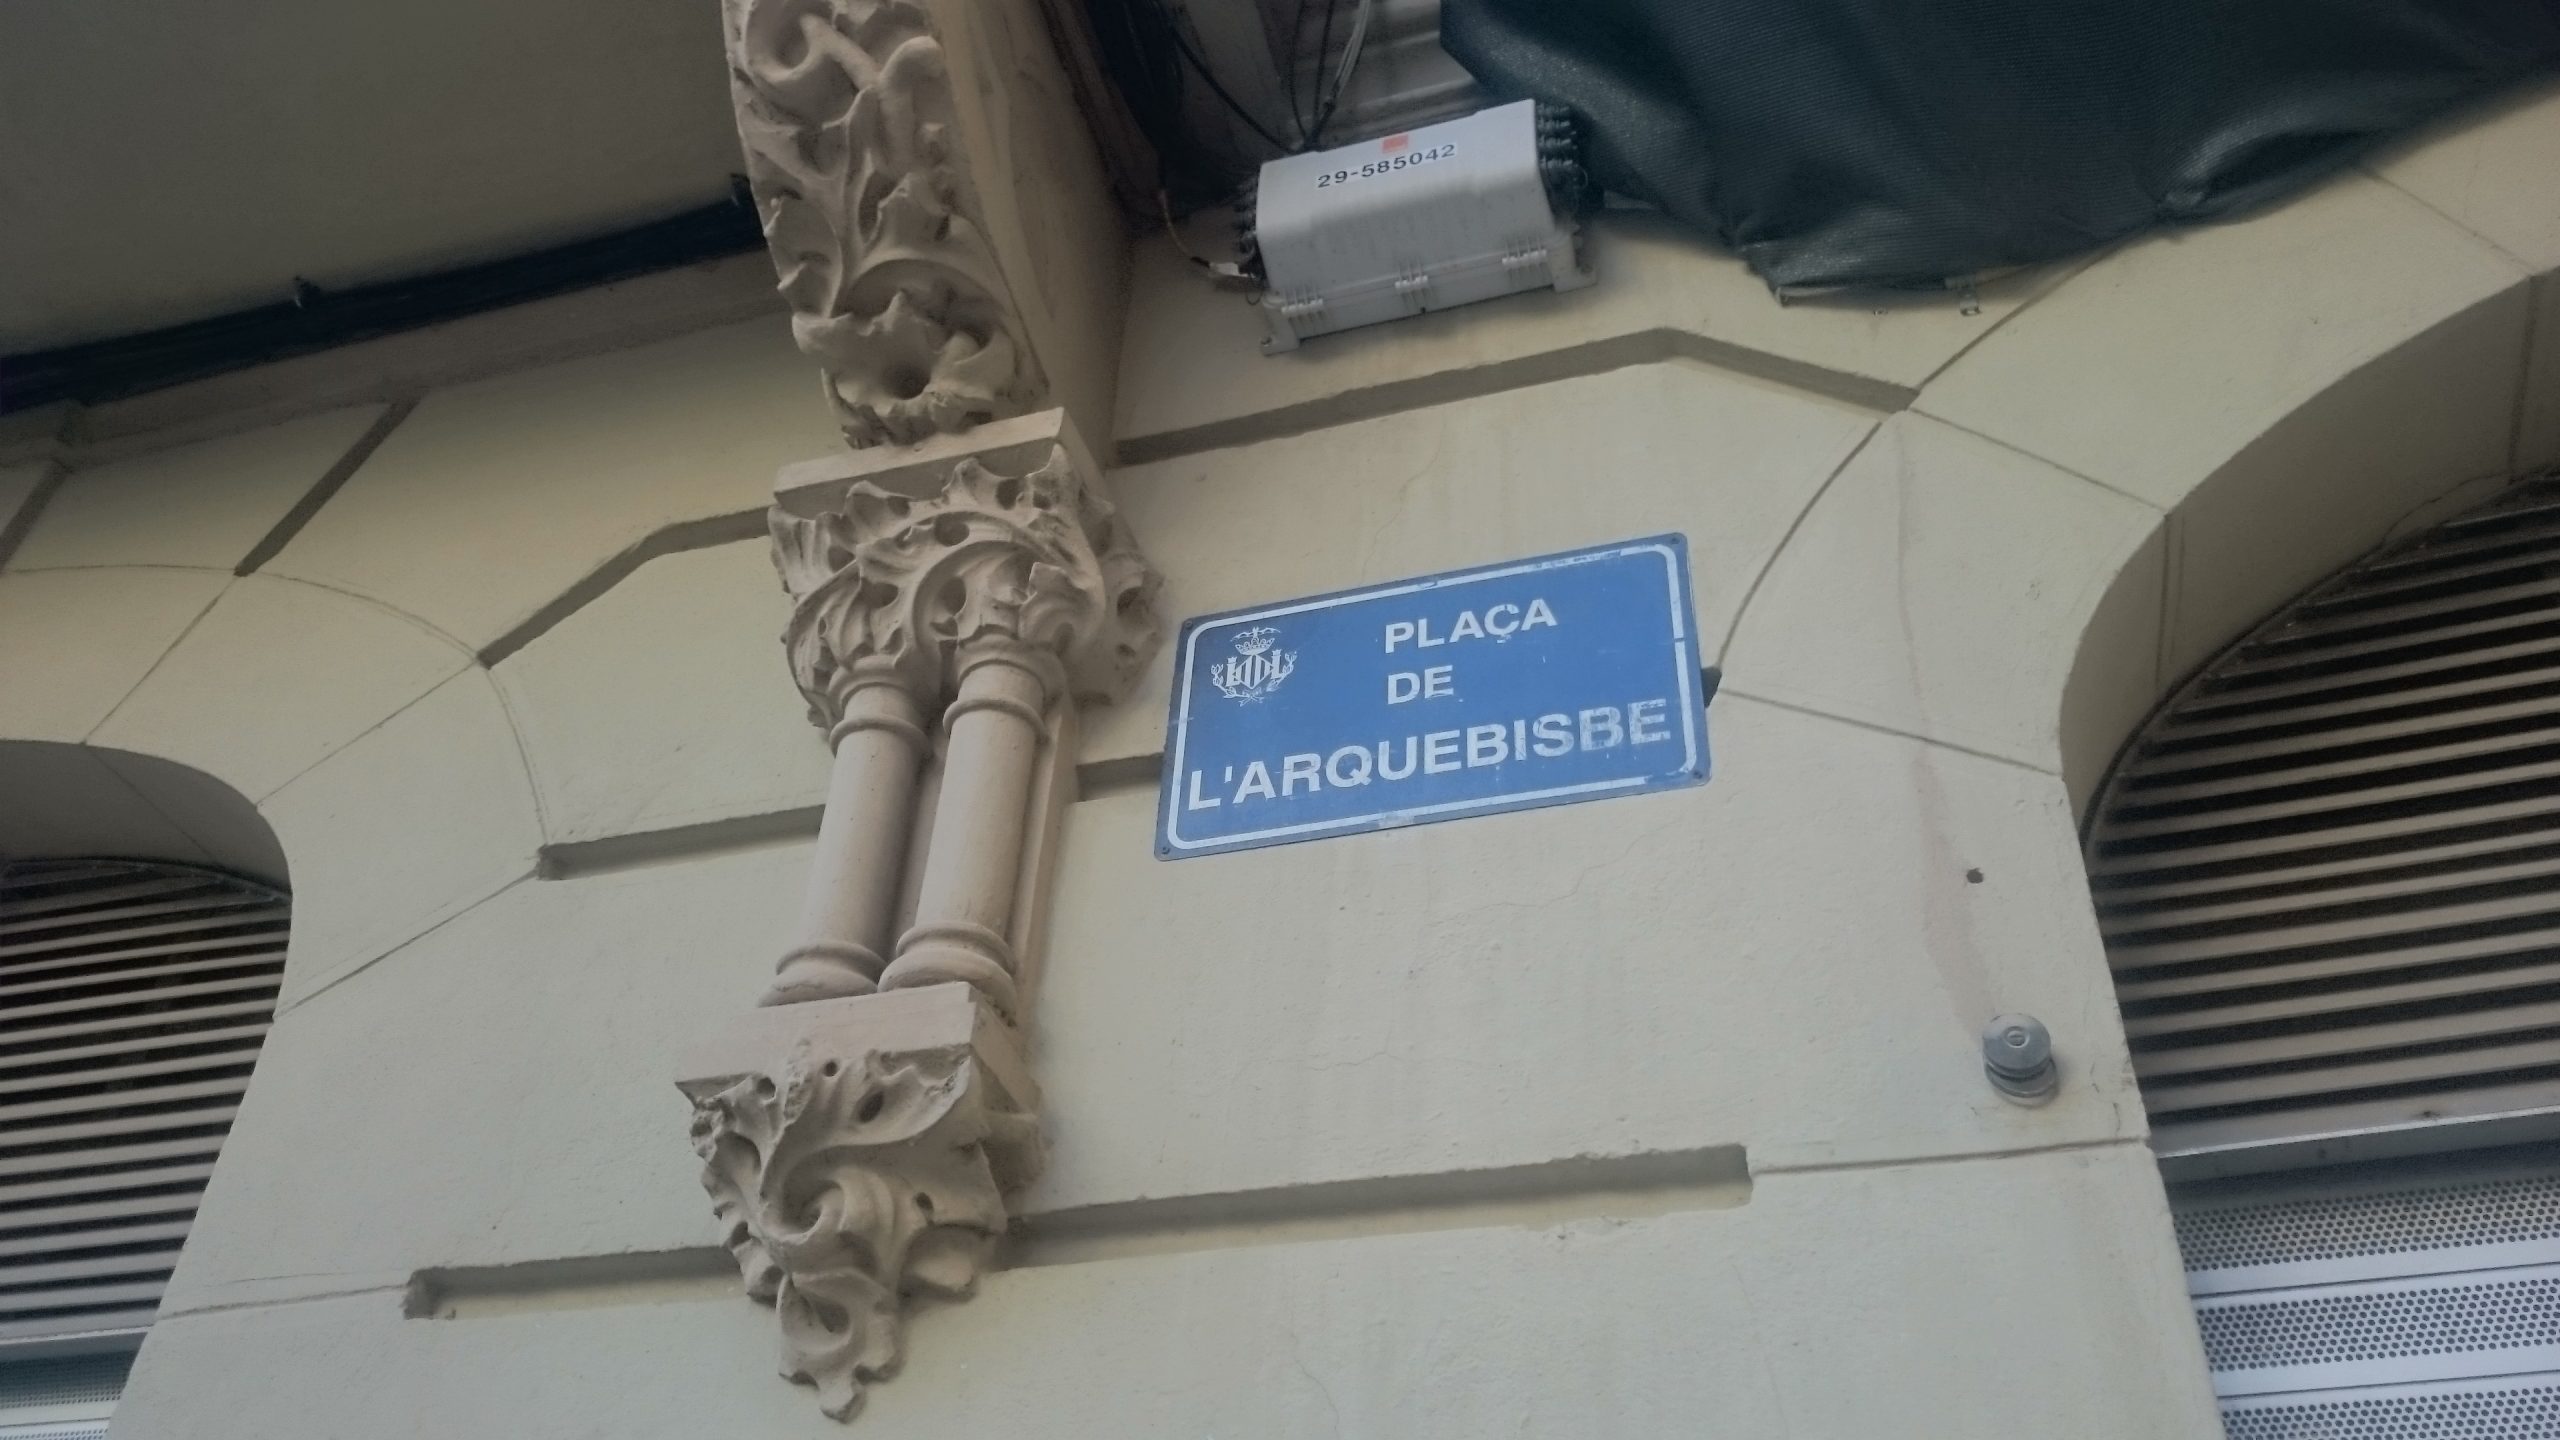 29-585042
PLAÇA
DE
L'ARQUEBISBE